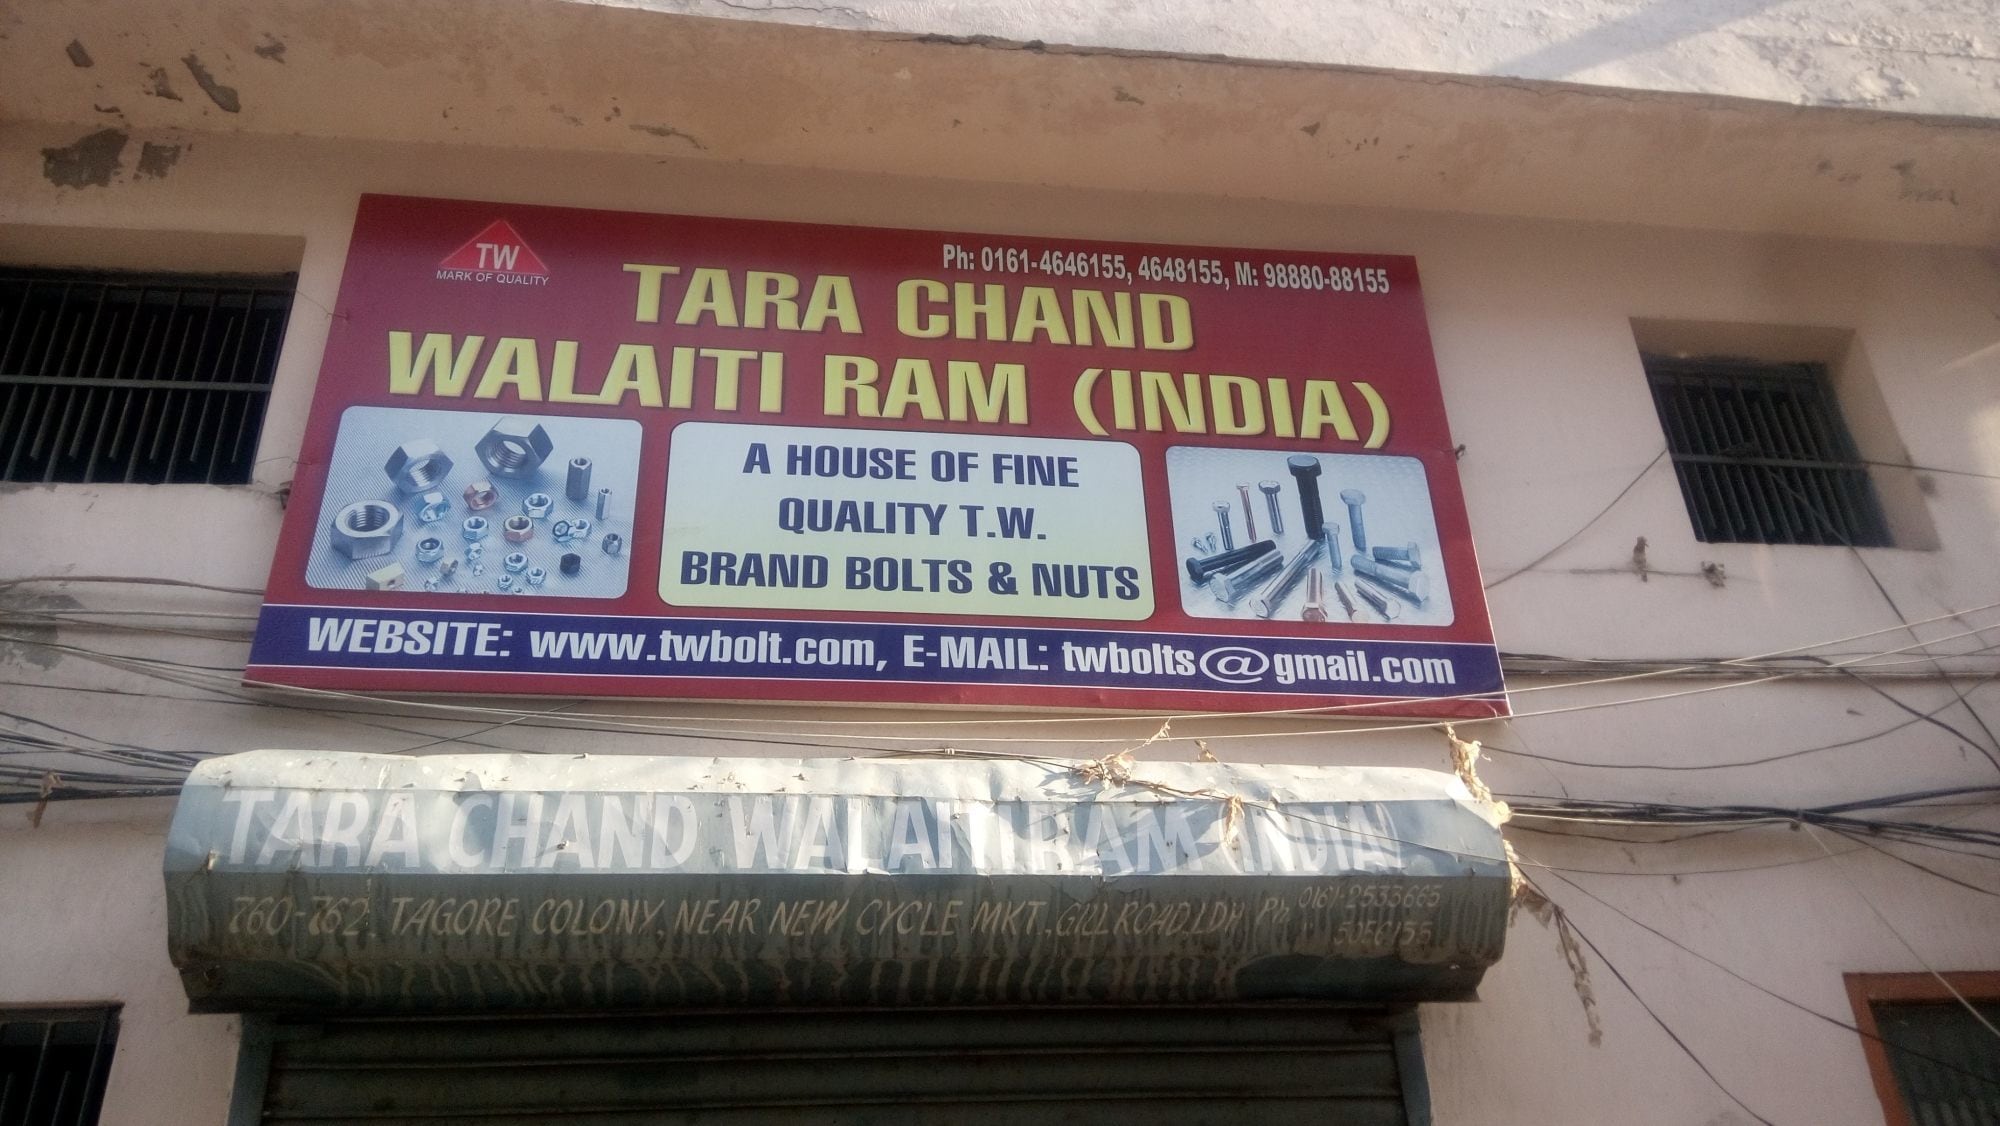 TW
MARK OF QUALITY
Ph: 0161-4646155, 4648155, M: 98880-88155
TARA CHAND
WALAITI RAM (INDIA)
A HOUSE OF FINE
QUALITY T.W.
BRAND BOLTS & NUTS
WEBSITE: www.twbolt.com, E-MAIL: twbolts@gmail.com
TARA CHAND WALAITI RAM INDIA
760-762, TAGORE COLONY, NEAR NEW CYCLE MKT., GILL ROAD, LDH Ph 0161-2533665